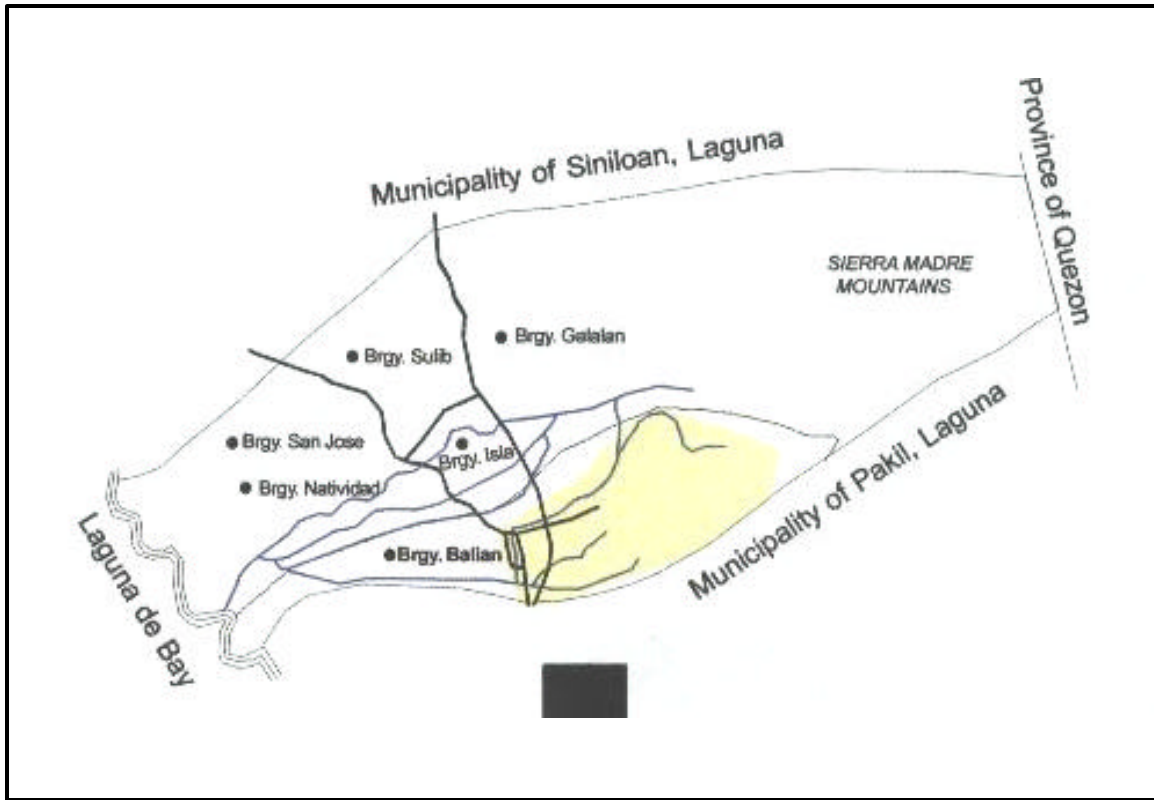 Municipality of Siniloan, Laguna
Province of Quezon
SIERRA MADRE
MOUNTAINS
Brgy. Galalan
Brgy. Sulib
Brgy. San Jose
Brgy. Isla
Brgy. Natividad
Brgy. Balian
Municipality of Pakil, Laguna
Laguna de Bay